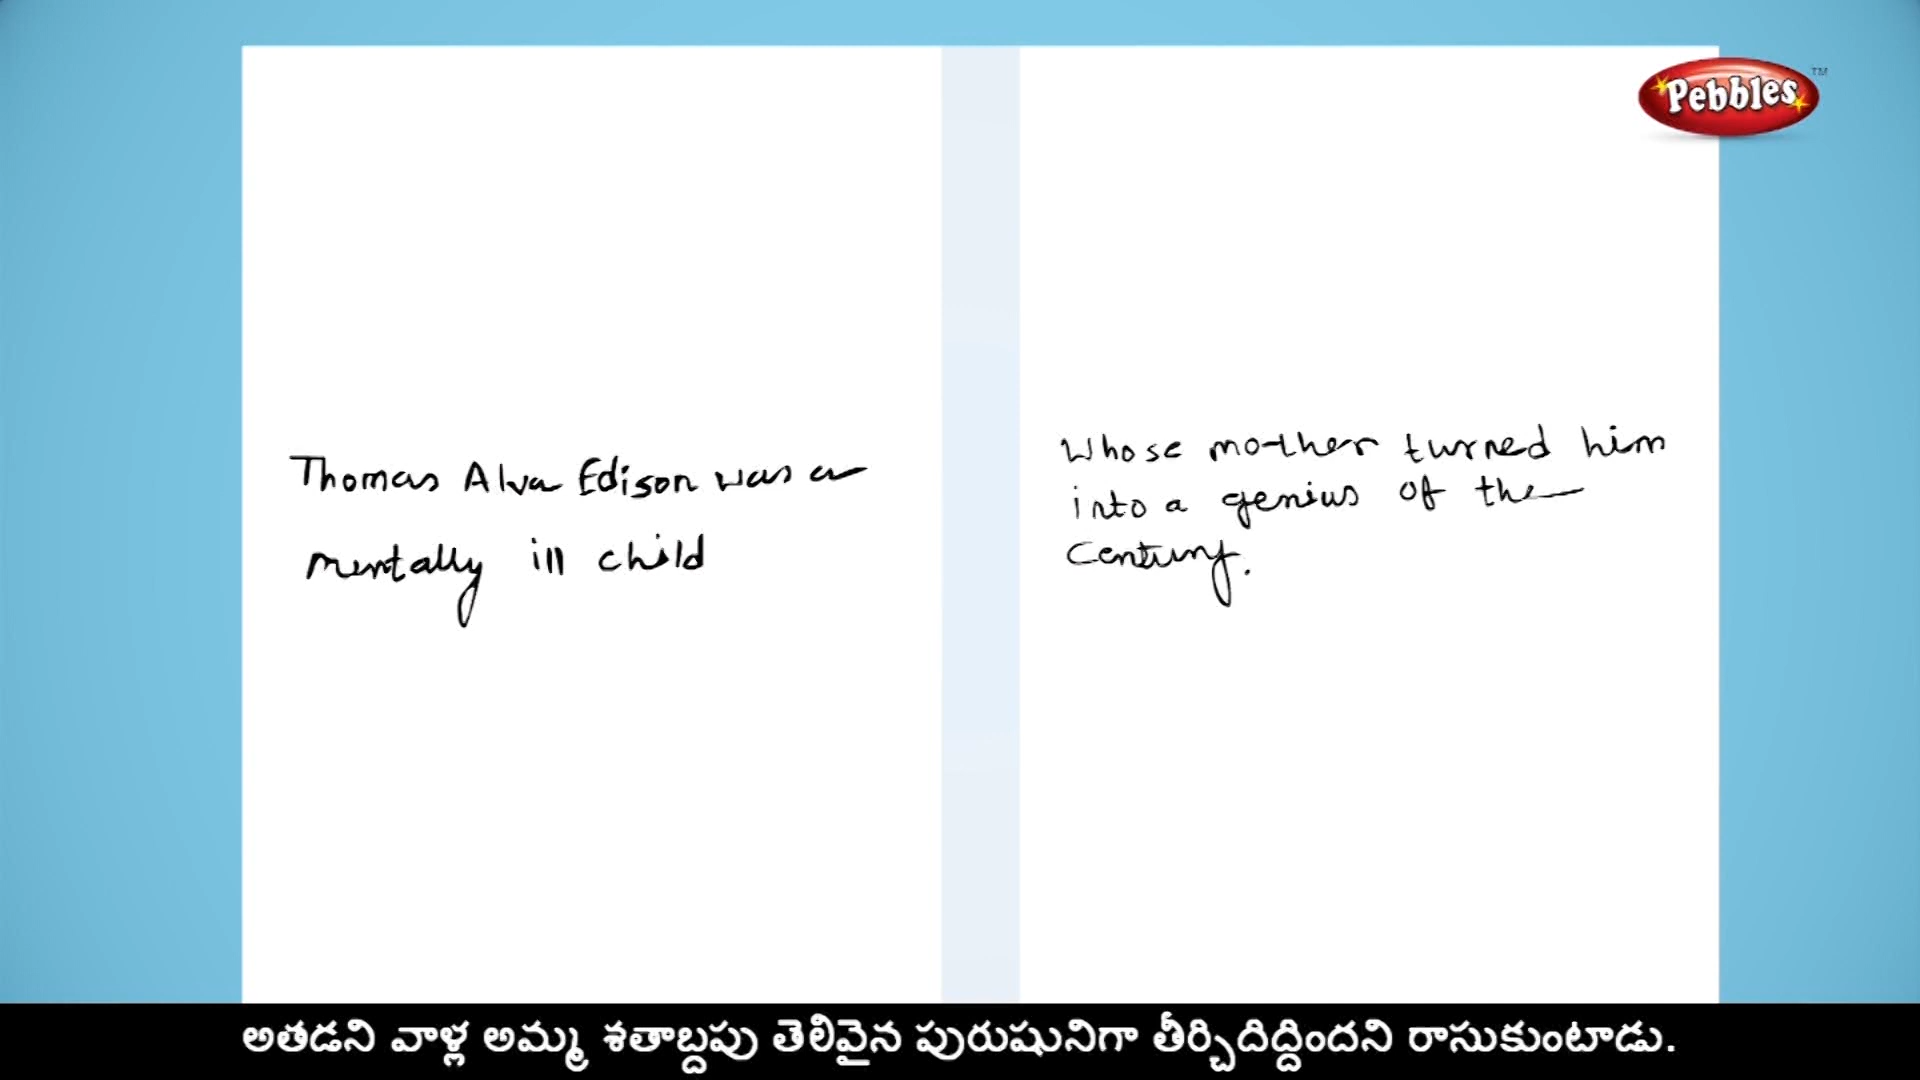 Pebbles TM
Thomas Alva Edison was a
mentally ill child
Whose mother turned him
into a genius of the
Century.
అతడని వాళ్ల అమ్మ శతాబ్దపు తెలివైన పురుషునిగా తీర్చిదిద్దిందని రాసుకుంటాడు.